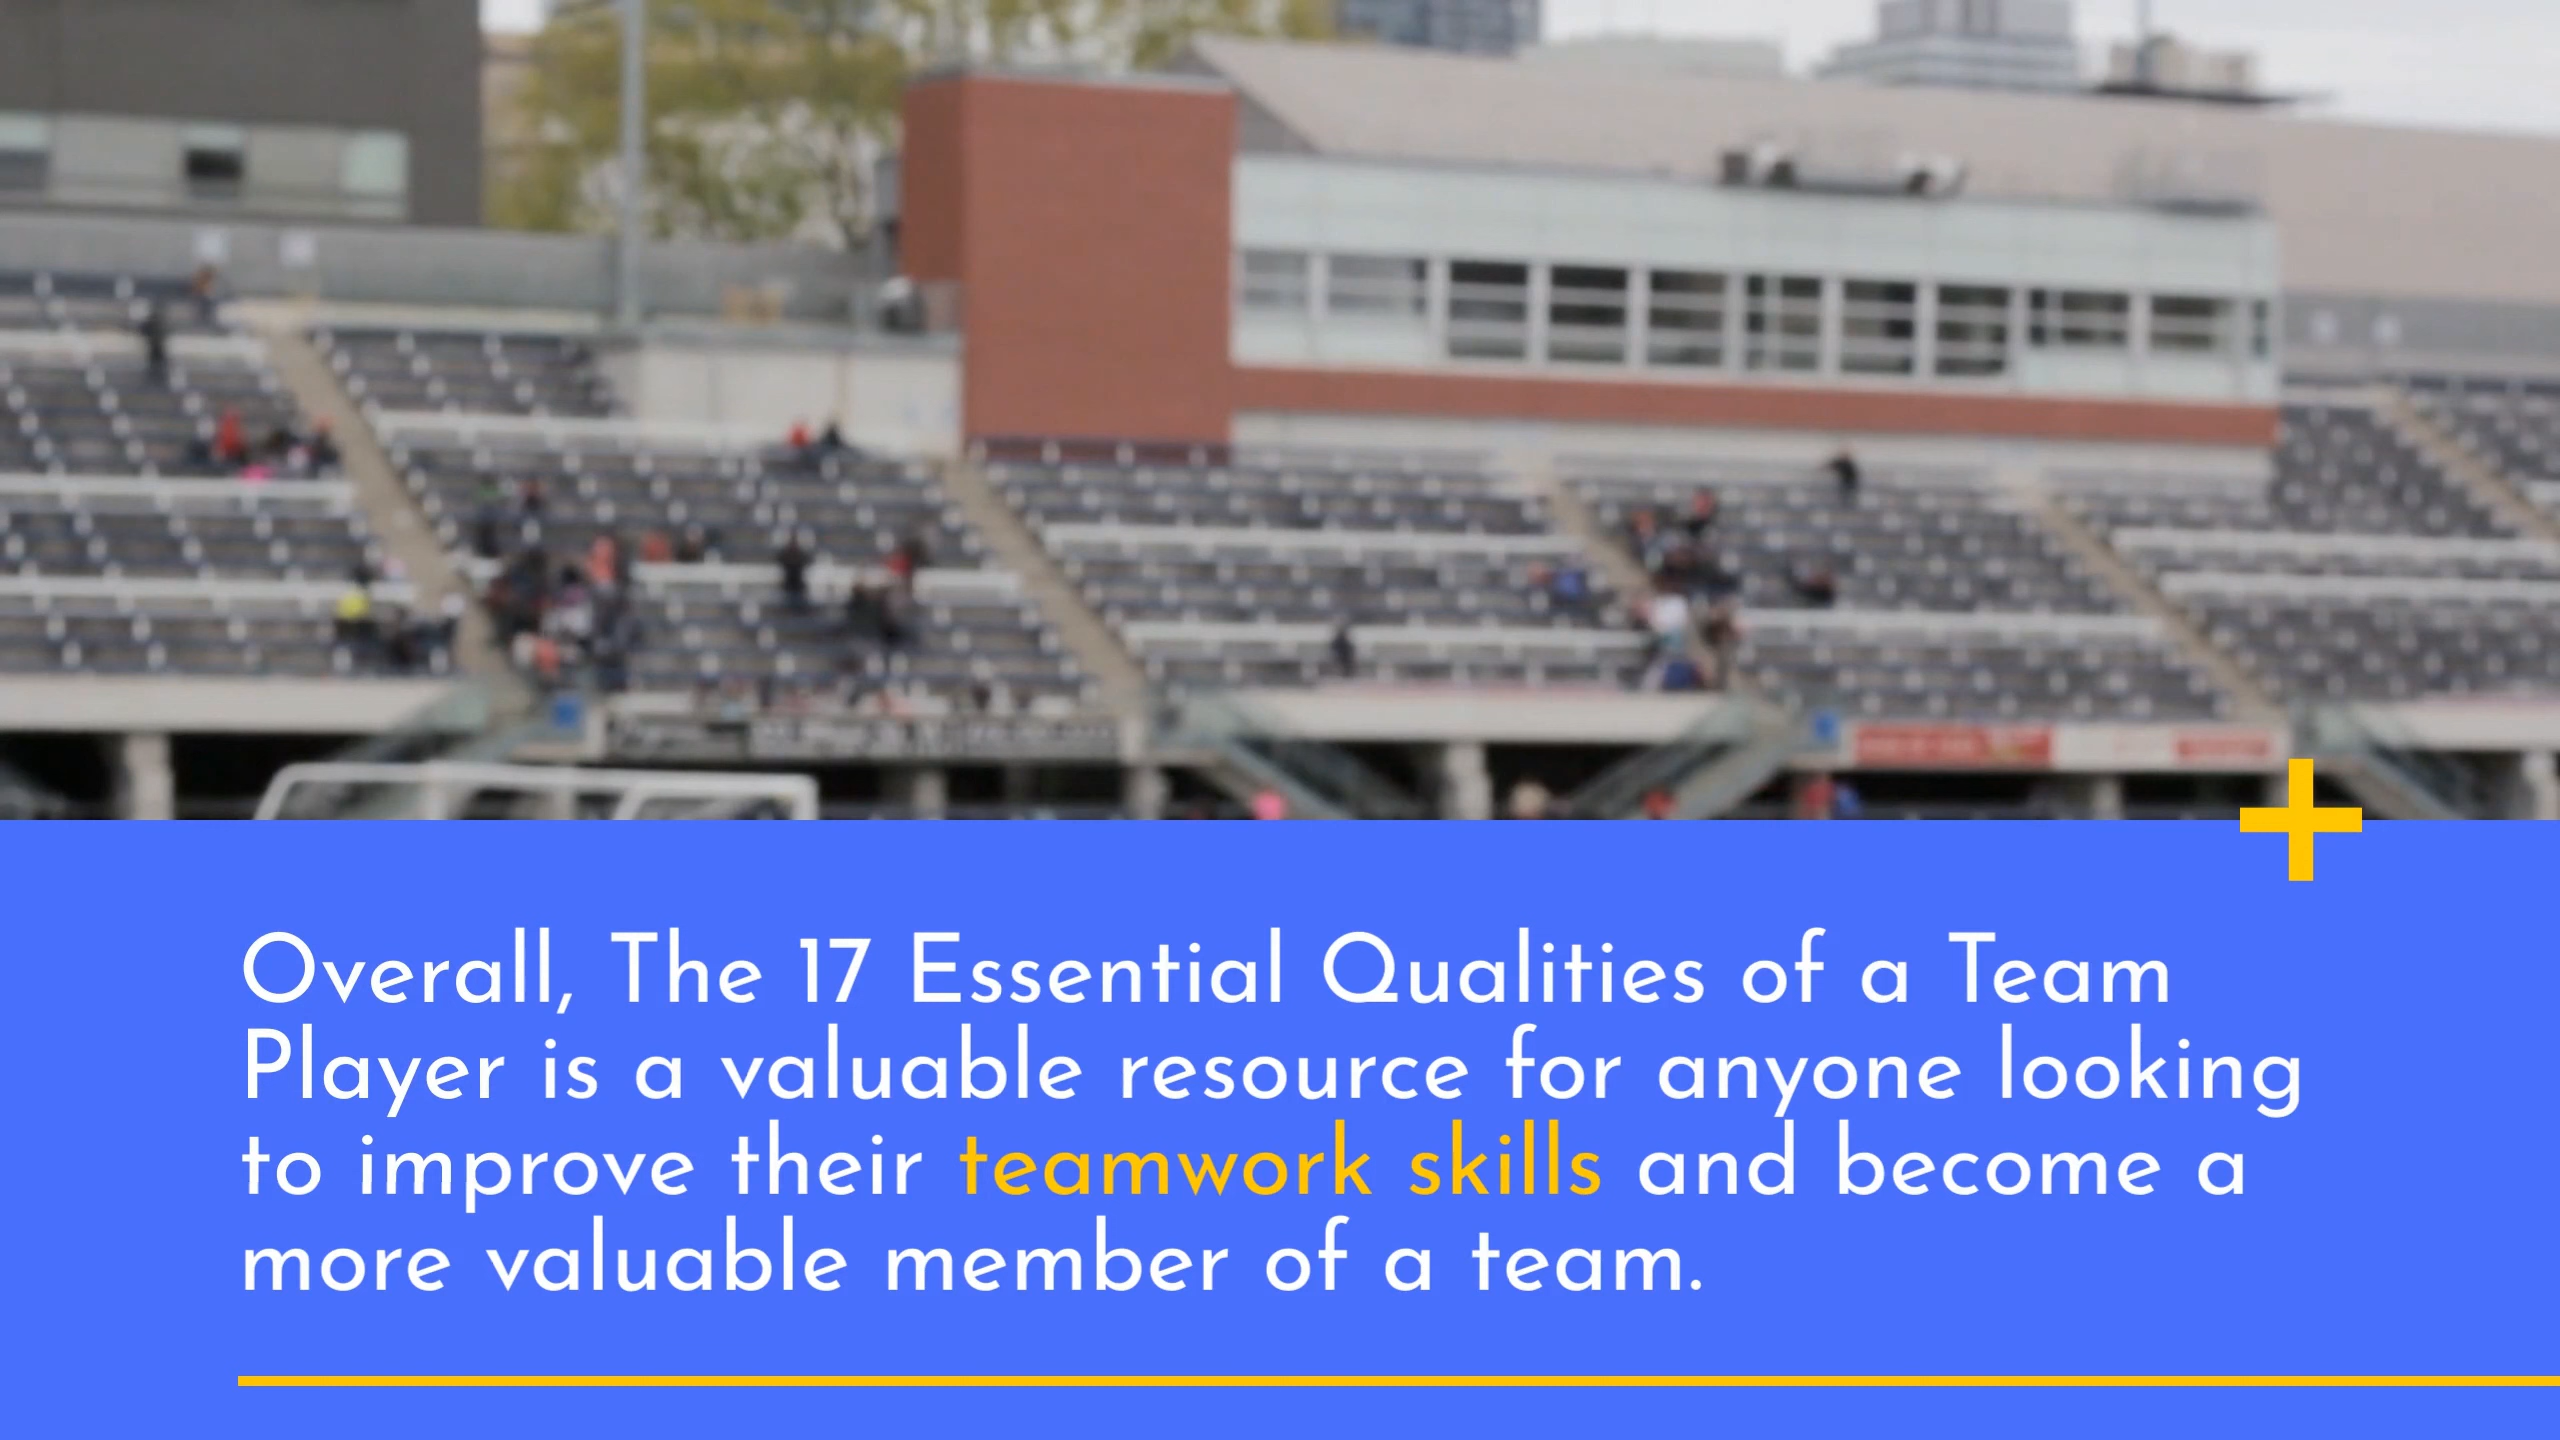 Overall, The 17 Essential Qualities of a Team
Player is a valuable resource for anyone looking
to improve their teamwork skills and become a
more valuable member of a team.